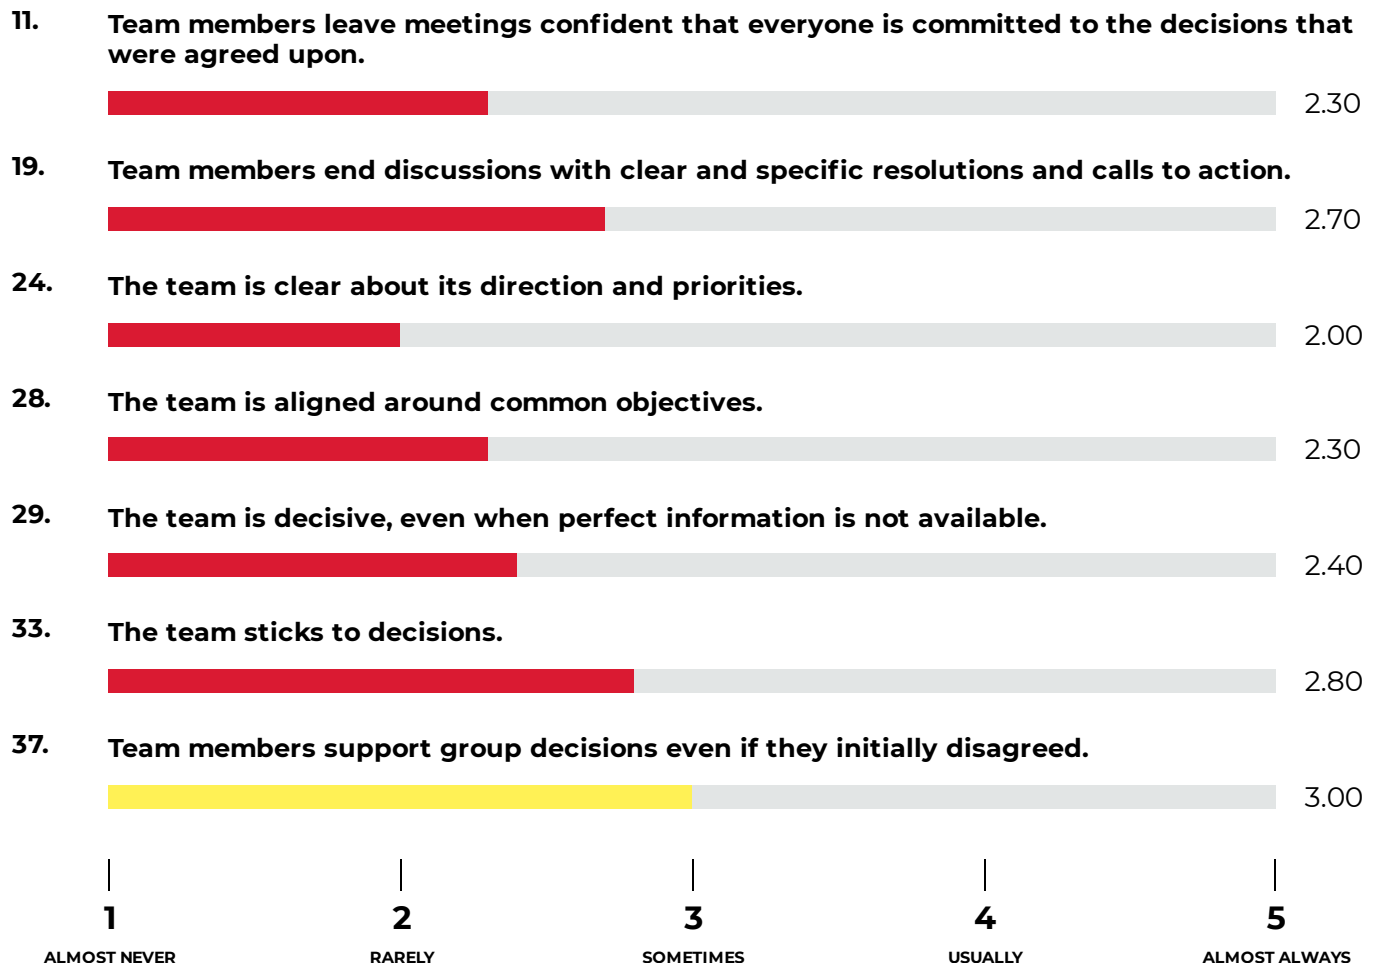 11. Team members leave meetings confident that everyone is committed to the decisions that
were agreed upon.
2.30
19. Team members end discussions with clear and specific resolutions and calls to action.
2.70
24. The team is clear about its direction and priorities.
2.00
28. The team is aligned around common objectives.
2.30
29. The team is decisive, even when perfect information is not available.
2.40
33. The team sticks to decisions.
2.80
37. Team members support group decisions even if they initially disagreed.
3.00
1 2 3 4 5
ALMOST NEVER RARELY SOMETIMES USUALLY ALMOST ALWAYS